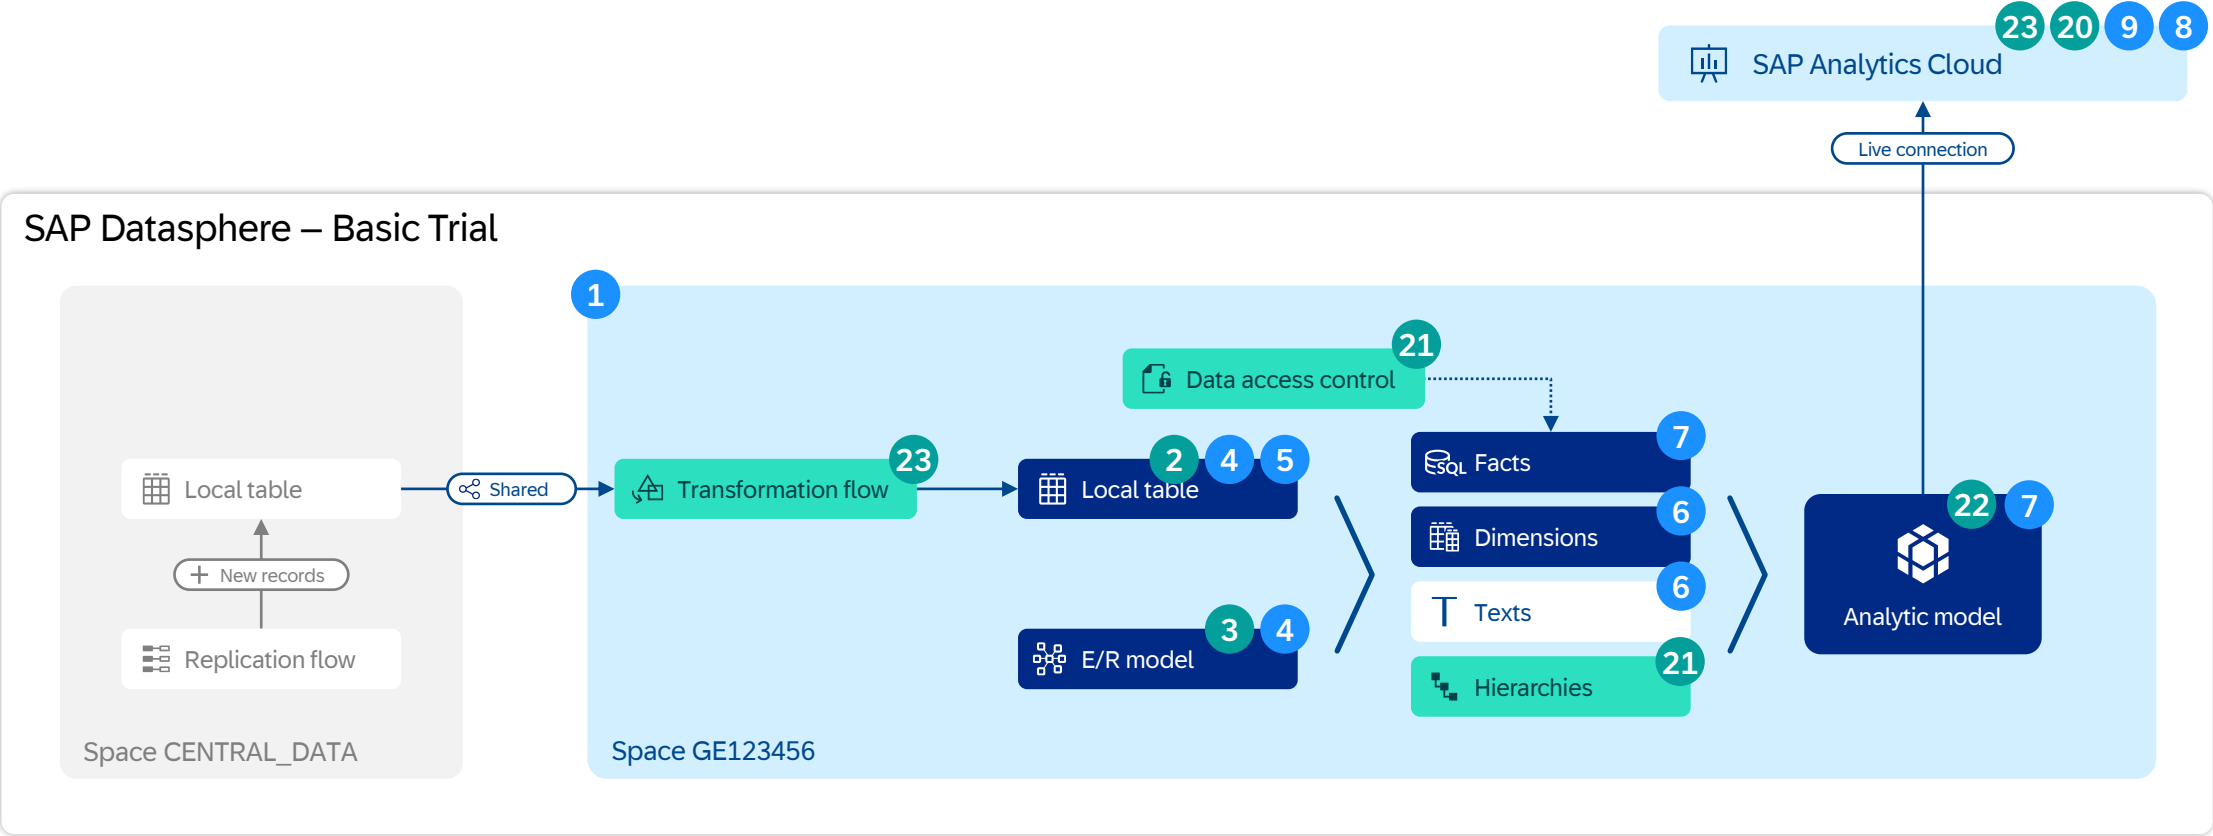 23 20 9 8
SAP Analytics Cloud
Live connection
SAP Datasphere – Basic Trial
1
21
Data access control
7
Facts
23
Transformation flow
2 4 5
Local table
Local table
Shared
6
Dimensions
22 7
Analytic model
New records
6
Texts
3 4
E/R model
Replication flow
21
Hierarchies
Space CENTRAL_DATA
Space GE123456
SQL